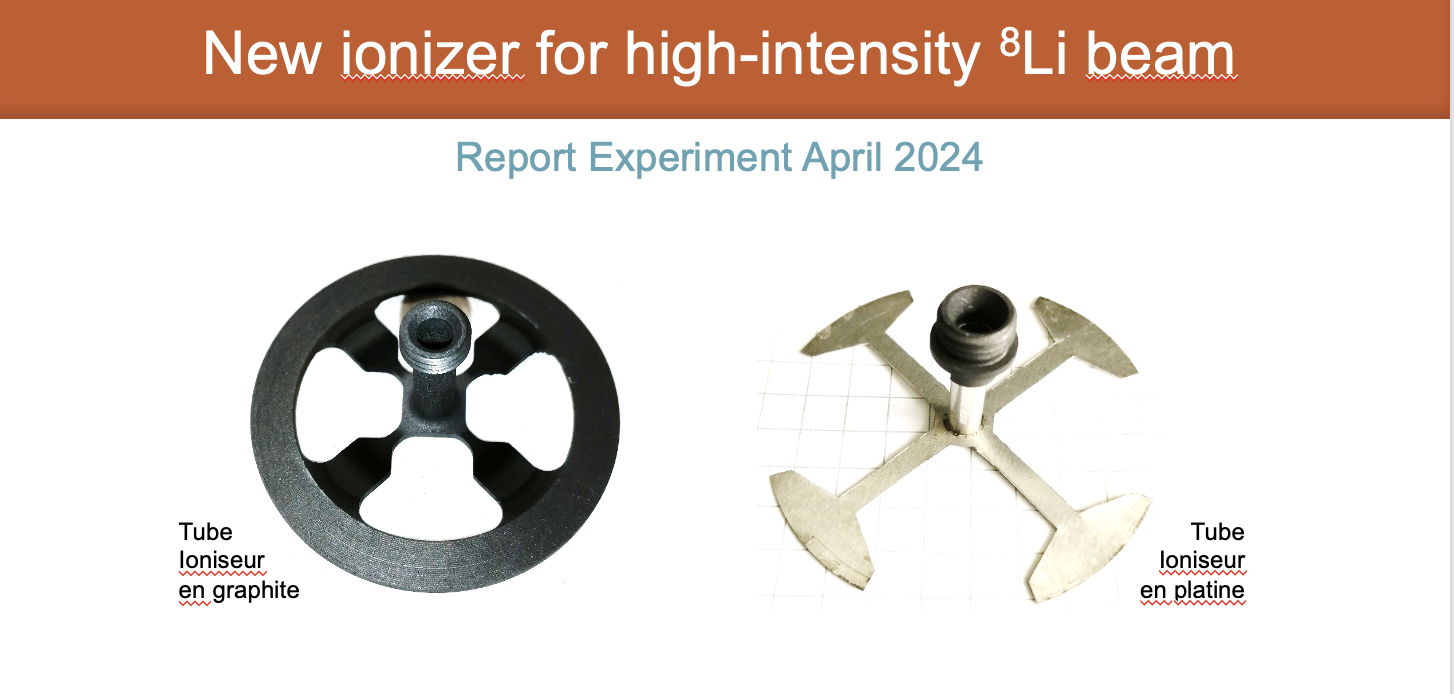 New ionizer for high-intensity ⁸Li beam
Report Experiment April 2024
Tube
Ioniseur
en graphite
Tube
Ioniseur
en platine